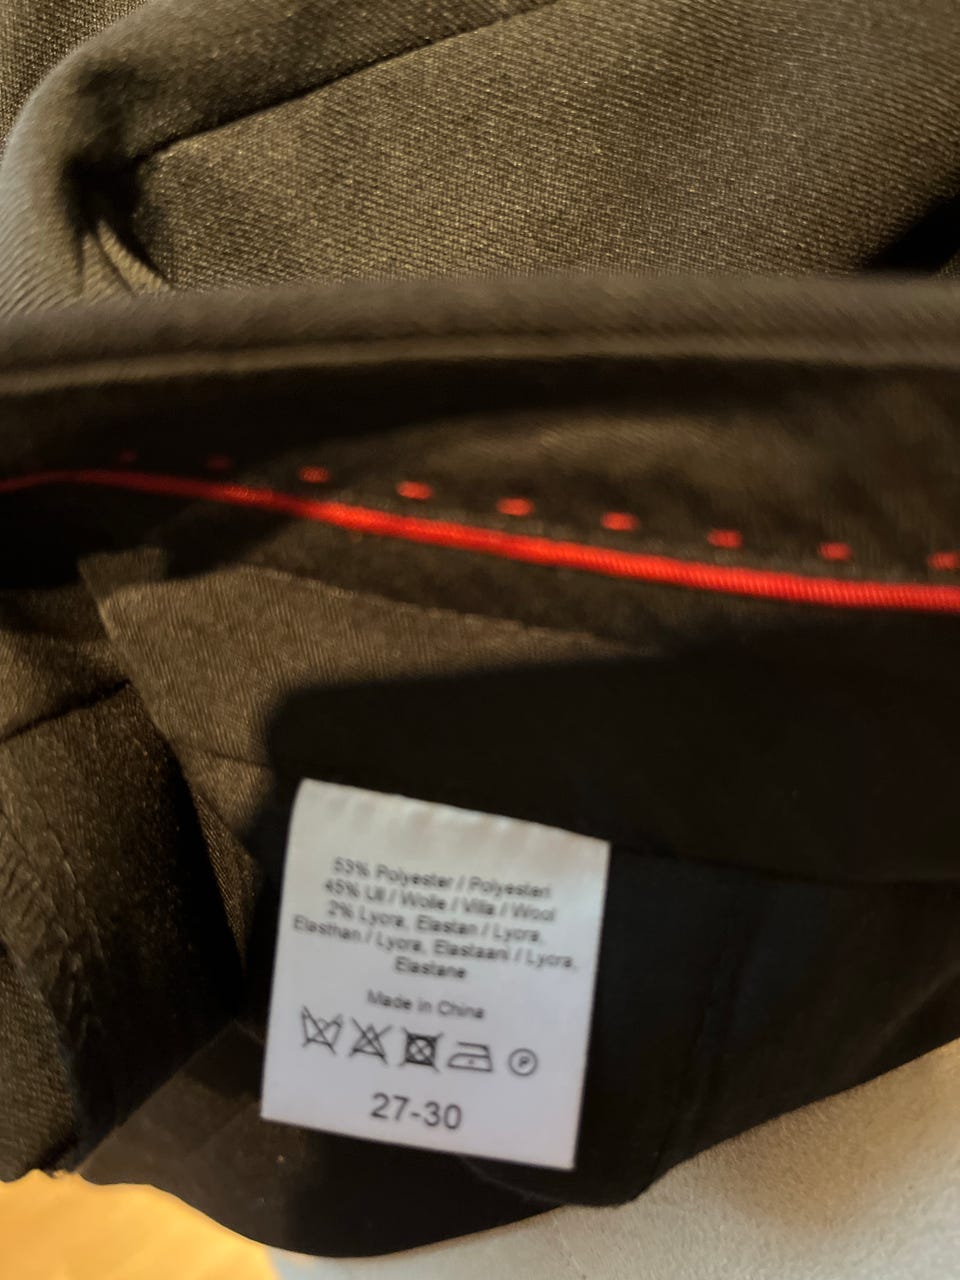 53% Polyester / Polyesteri
45% Ull / Wolle / Villa / Wool
2% Lycra, Elastan / Lycra,
Elasthan / Lycra, Elastaani / Lycra,
Elastane
Made in China
P
27-30